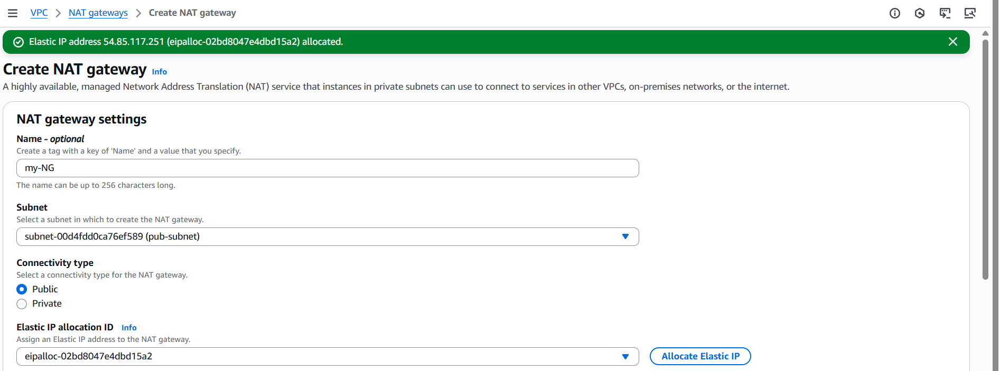 VPC > NAT gateways > Create NAT gateway
Elastic IP address 54.85.117.251 (eipalloc-02bd8047e4dbd15a2) allocated.
Create NAT gateway Info
A highly available, managed Network Address Translation (NAT) service that instances in private subnets can use to connect to services in other VPCs, on-premises networks, or the internet.
NAT gateway settings
Name - optional
Create a tag with a key of 'Name' and a value that you specify.
my-NG
The name can be up to 256 characters long.
Subnet
Select a subnet in which to create the NAT gateway.
subnet-00d4fdd0ca76ef589 (pub-subnet)
Connectivity type
Select a connectivity type for the NAT gateway.
Public
Private
Elastic IP allocation ID Info
Assign an Elastic IP address to the NAT gateway.
eipalloc-02bd8047e4dbd15a2
Allocate Elastic IP